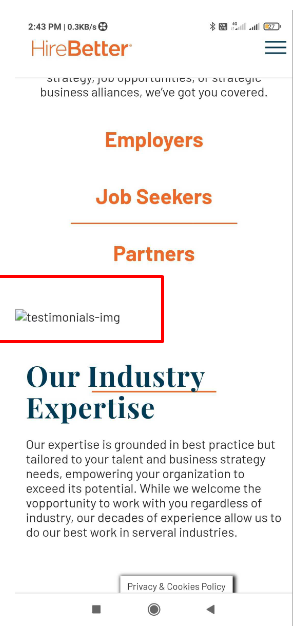 2:43 PM | 0.3KB/s
HireBetter
strategy, job opportunities, or strategic
business alliances, we've got you covered.
Employers
Job Seekers
Partners
testimonials-img
Our Industry
Expertise
Our expertise is grounded in best practice but
tailored to your talent and business strategy
needs, empowering your organization to
exceed its potential. While we welcome the
vopportunity to work with you regardless of
industry, our decades of experience allow us to
do our best work in serveral industries.
Privacy & Cookies Policy